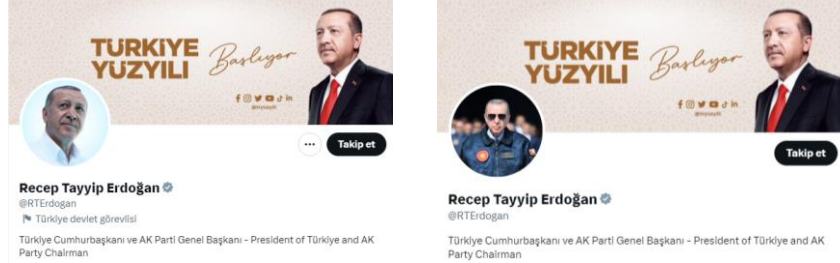 TÜRKİYE
YÜZYILI
Başlıyor
Takip et
Recep Tayyip Erdoğan
@RTErdogan
Türkiye devlet görevlisi
Türkiye Cumhurbaşkanı ve AK Parti Genel Başkanı - President of Türkiye and AK
Party Chairman
TÜRKİYE
YÜZYILI
Başlıyor
Takip et
Recep Tayyip Erdoğan
@RTErdogan
Türkiye Cumhurbaşkanı ve AK Parti Genel Başkanı - President of Türkiye and AK
Party Chairman